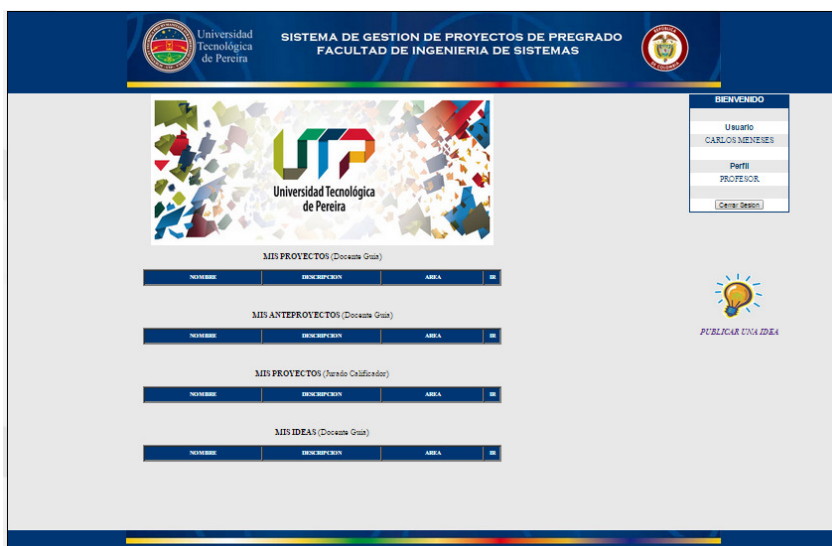 Universidad
Tecnológica
de Pereira
SISTEMA DE GESTION DE PROYECTOS DE PREGRADO
FACULTAD DE INGENIERIA DE SISTEMAS
BIENVENIDO
Usuario
CARLOS MENESES
Perfil
PROFESOR
Cerrar Sesion
UTP
Universidad Tecnológica
de Pereira
MIS PROYECTOS (Docente Guia)
NOMBRE DESCRIPCION AREA IR
MIS ANTEPROYECTOS (Docente Guia)
NOMBRE DESCRIPCION AREA IR
MIS PROYECTOS (Jurado Calificador)
NOMBRE DESCRIPCION AREA IR
MIS IDEAS (Docente Guia)
NOMBRE DESCRIPCION AREA IR
PUBLICAR UNA IDEA